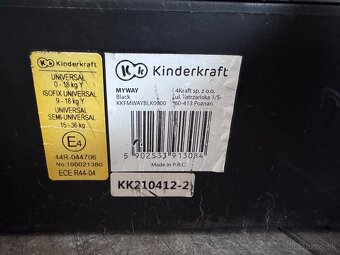 Kinderkraft
UNIVERSAL
0 - 18 kg Y
ISOFIX UNIVERSAL
9 - 18 kg Y
UNIVERSAL
SEMI-UNIVERSAL
15 - 36 kg
E4
44R-044706
No.190021380
ECE R44-04
Kinderkraft
MYWAY
Black
KKFMWAYBLK0000
4Kraft sp. z o.o.
ul. Tatrzańska 1/5
60-413 Poznań
5 902533 913084
Made in P.R.C.
KK210412-2